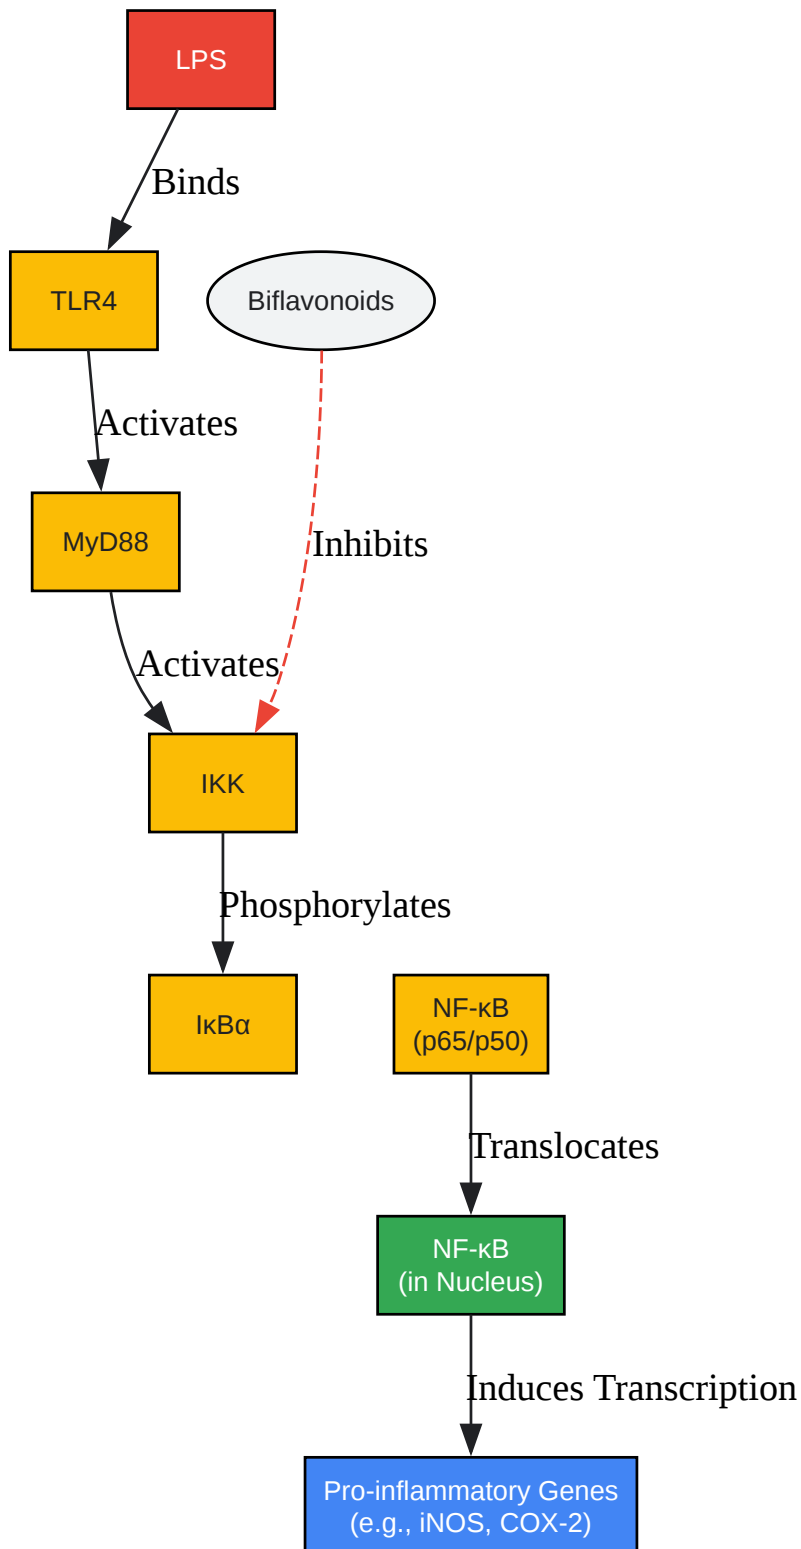 LPS
Binds
TLR4
Biflavonoids
Activates
MyD88
Inhibits
Activates
IKK
Phosphorylates
IκBα
NF-κB
(p65/p50)
Translocates
NF-κB
(in Nucleus)
Induces Transcription
Pro-inflammatory Genes
(e.g., iNOS, COX-2)